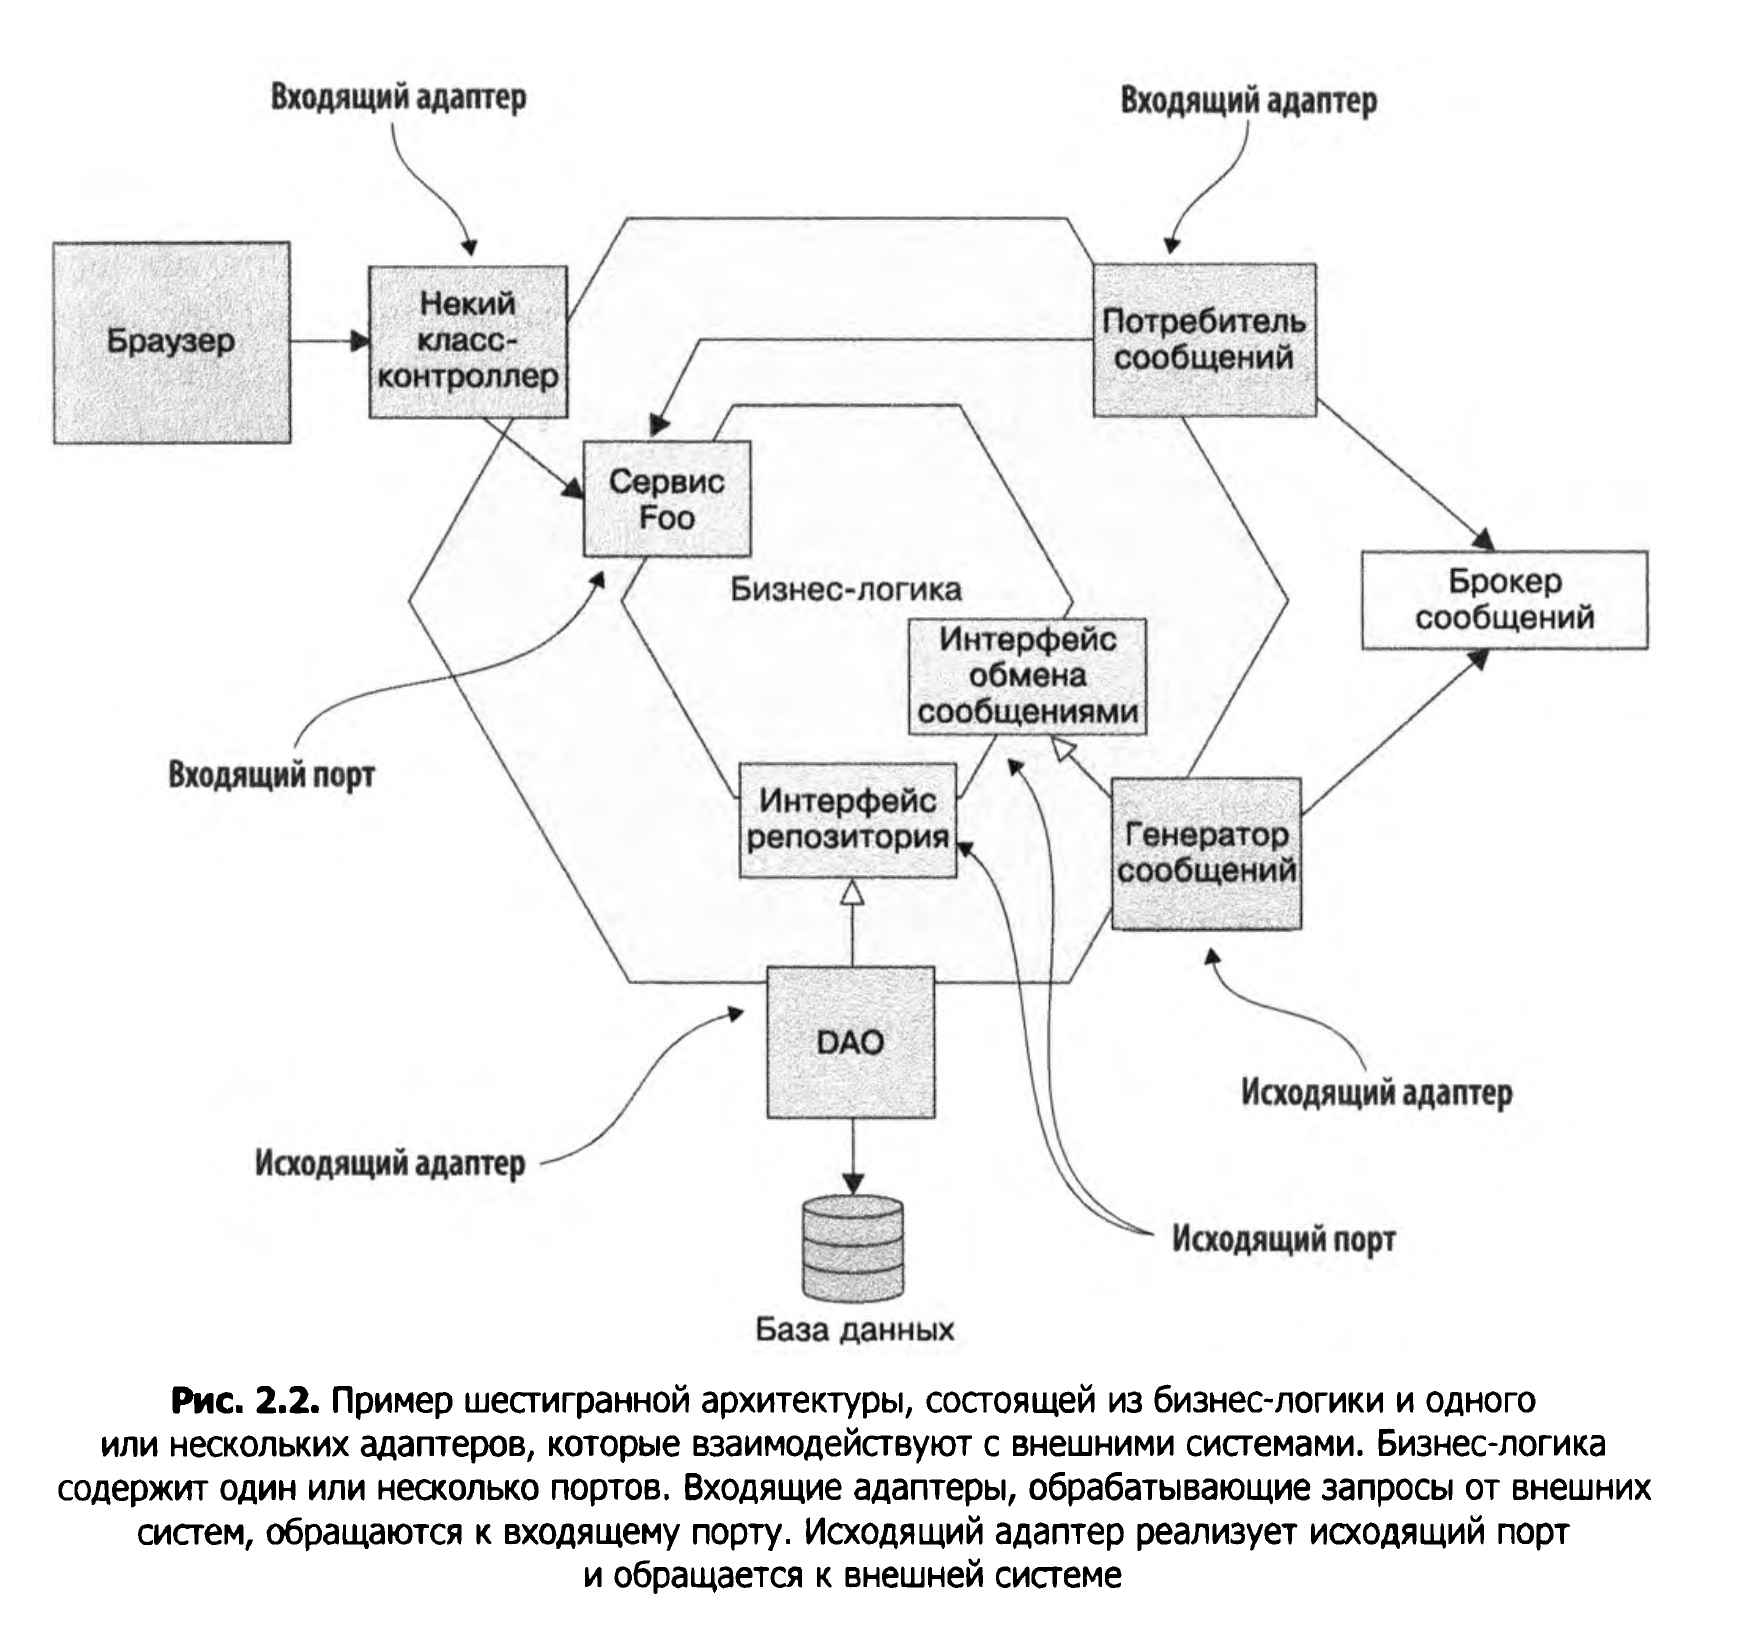 Входящий адаптер
Входящий адаптер
Браузер
Некий
класс-
контроллер
Потребитель
сообщений
Сервис
Foo
Бизнес-логика
Брокер
сообщений
Интерфейс
обмена
сообщениями
Входящий порт
Интерфейс
репозитория
Генератор
сообщений
DAO
Исходящий адаптер
Исходящий адаптер
Исходящий порт
База данных
Рис. 2.2. Пример шестигранной архитектуры, состоящей из бизнес-логики и одного
или нескольких адаптеров, которые взаимодействуют с внешними системами. Бизнес-логика
содержит один или несколько портов. Входящие адаптеры, обрабатывающие запросы от внешних
систем, обращаются к входящему порту. Исходящий адаптер реализует исходящий порт
и обращается к внешней системе